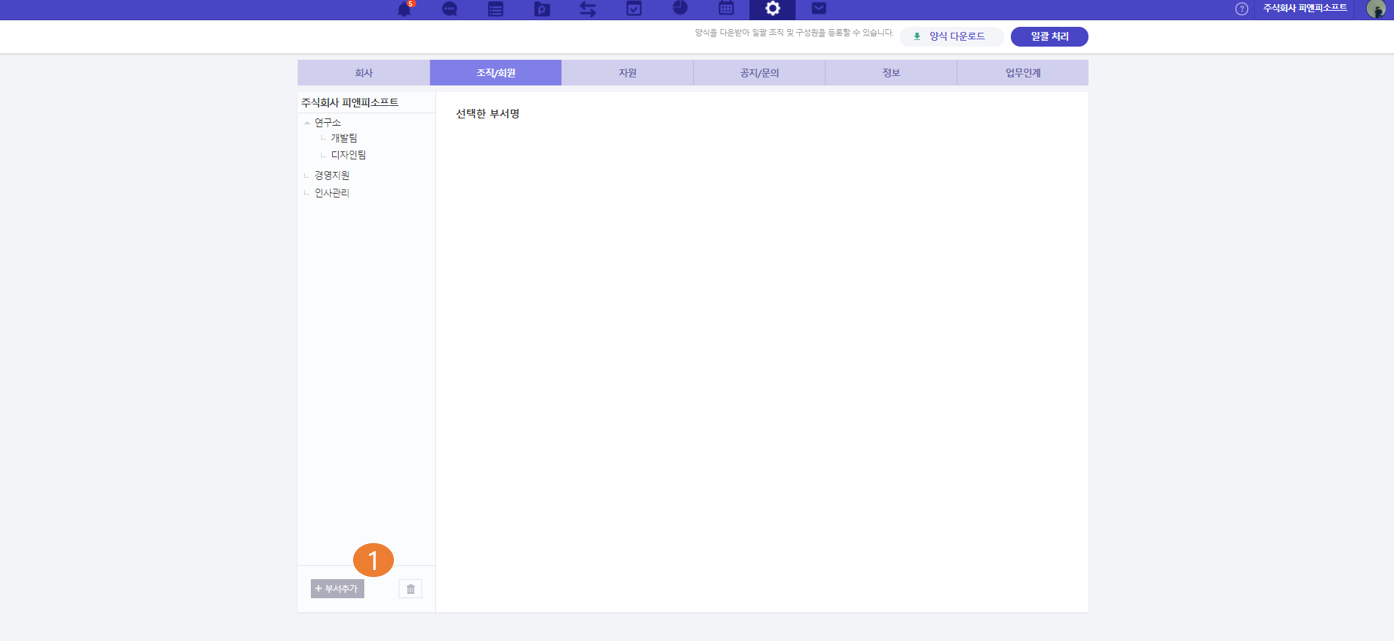 5
? 주식회사 피앤피소프트
양식을 다운받아 일괄 조직 및 구성원을 등록할 수 있습니다. 양식 다운로드 일괄 처리
회사 조직/회원 지원 공지/문의 정보 업무인계
주식회사 피앤피소프트
연구소
개발팀
디자인팀
경영지원
인사관리
선택한 부서명
1
+ 부서추가